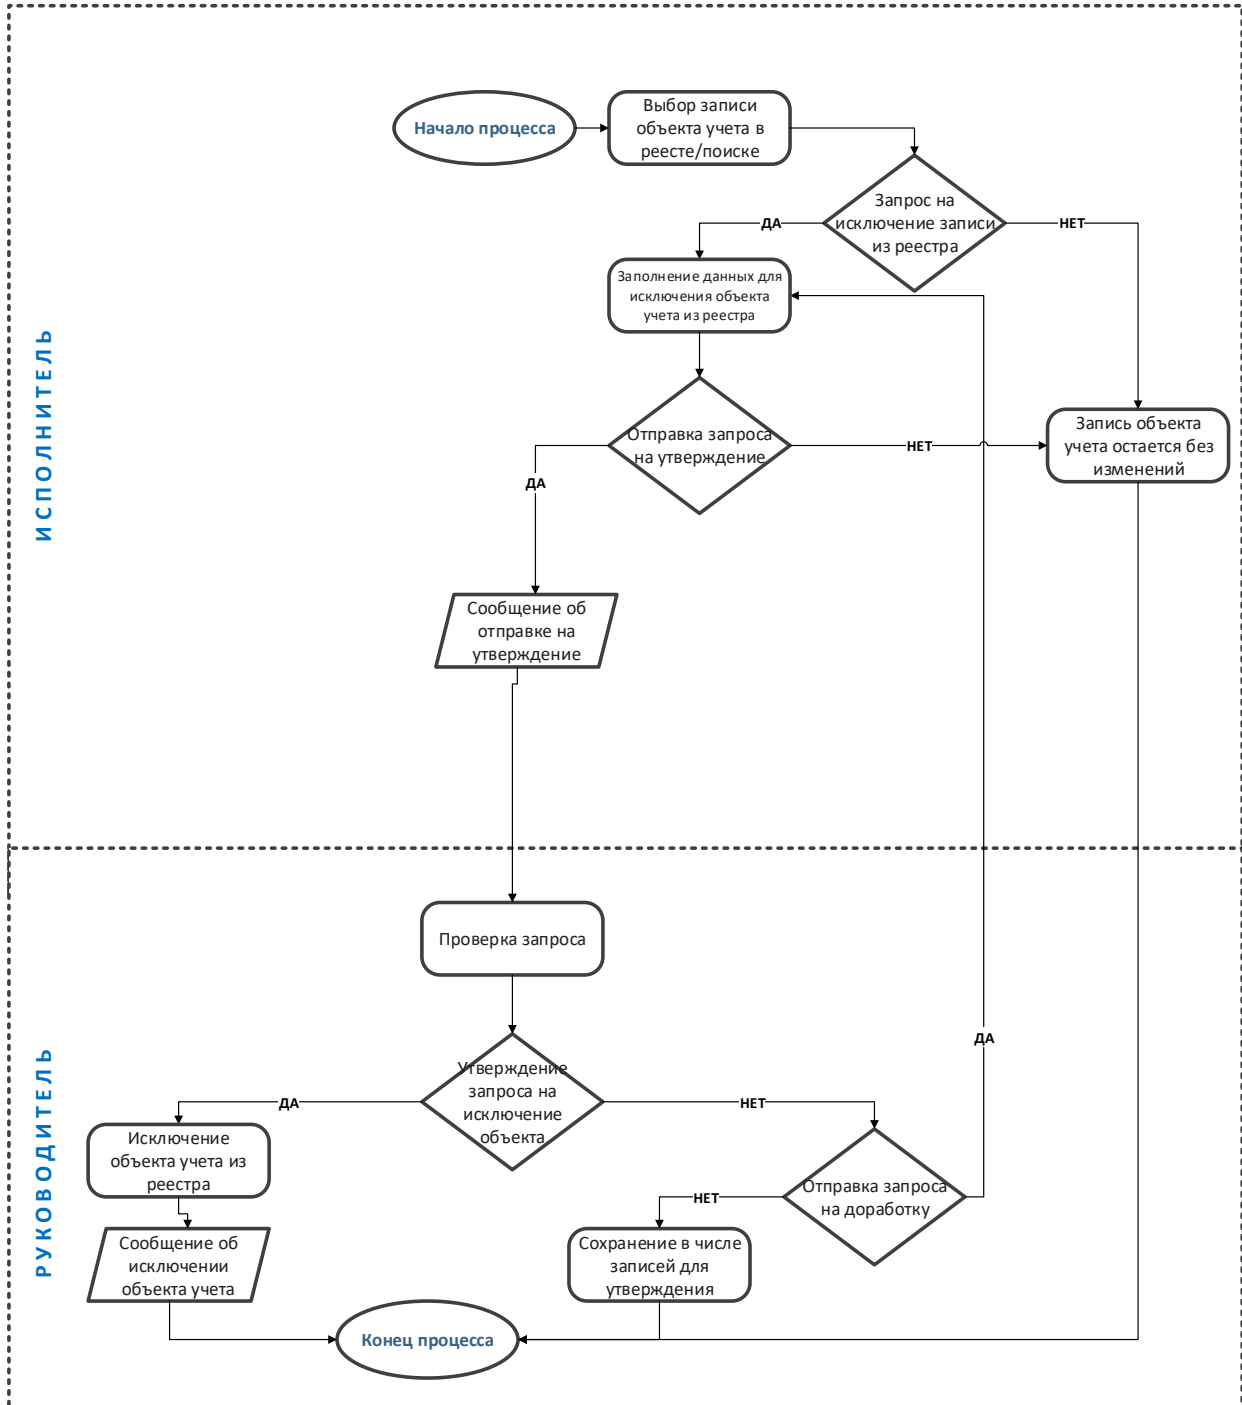 ИСПОЛНИТЕЛЬ
Начало процесса
Выбор записи
объекта учета в
реесте/поиске
Запрос на
исключение записи
из реестра
ДА
НЕТ
Заполнение данных для
исключения объекта
учета из реестра
Отправка запроса
на утверждение
НЕТ
ДА
Запись объекта
учета остается без
изменений
Сообщение об
отправке на
утверждение
РУКОВОДИТЕЛЬ
Проверка запроса
Утверждение
запроса на
исключение
объекта
ДА
НЕТ
ДА
Исключение
объекта учета из
реестра
Отправка запроса
на доработку
НЕТ
Сообщение об
исключении
объекта учета
Сохранение в числе
записей для
утверждения
Конец процесса